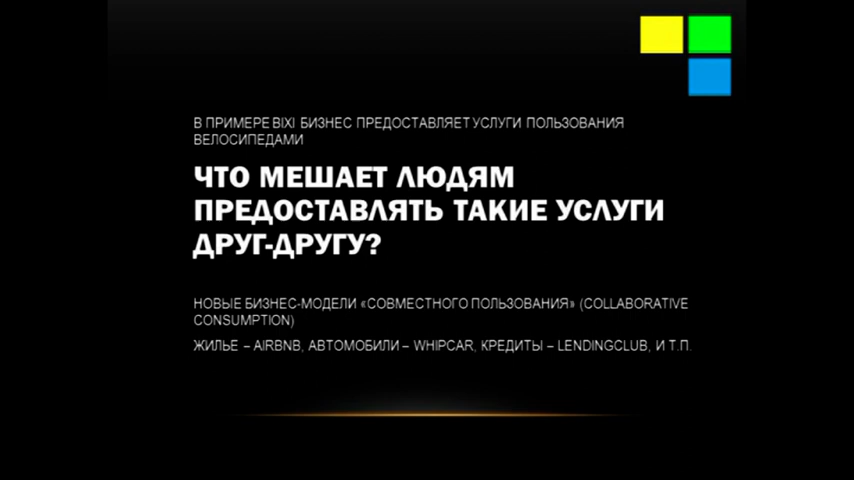 В ПРИМЕРЕ BIXI БИЗНЕС ПРЕДОСТАВЛЯЕТ УСЛУГИ ПОЛЬЗОВАНИЯ
ВЕЛОСИПЕДАМИ
ЧТО МЕШАЕТ ЛЮДЯМ
ПРЕДОСТАВЛЯТЬ ТАКИЕ УСЛУГИ
ДРУГ-ДРУГУ?
НОВЫЕ БИЗНЕС-МОДЕЛИ «СОВМЕСТНОГО ПОЛЬЗОВАНИЯ» (COLLABORATIVE
CONSUMPTION)
ЖИЛЬЕ – AIRBNB, АВТОМОБИЛИ – WHIPCAR, КРЕДИТЫ – LENDINGCLUB, И Т.П.